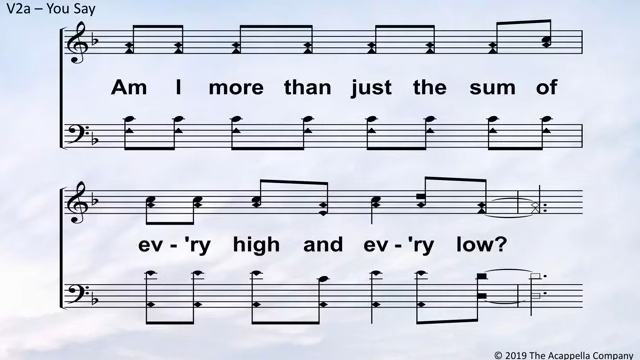 V2a – You Say
Am I more than just the sum of
ev - 'ry high and ev - 'ry low?
© 2019 The Acappella Company